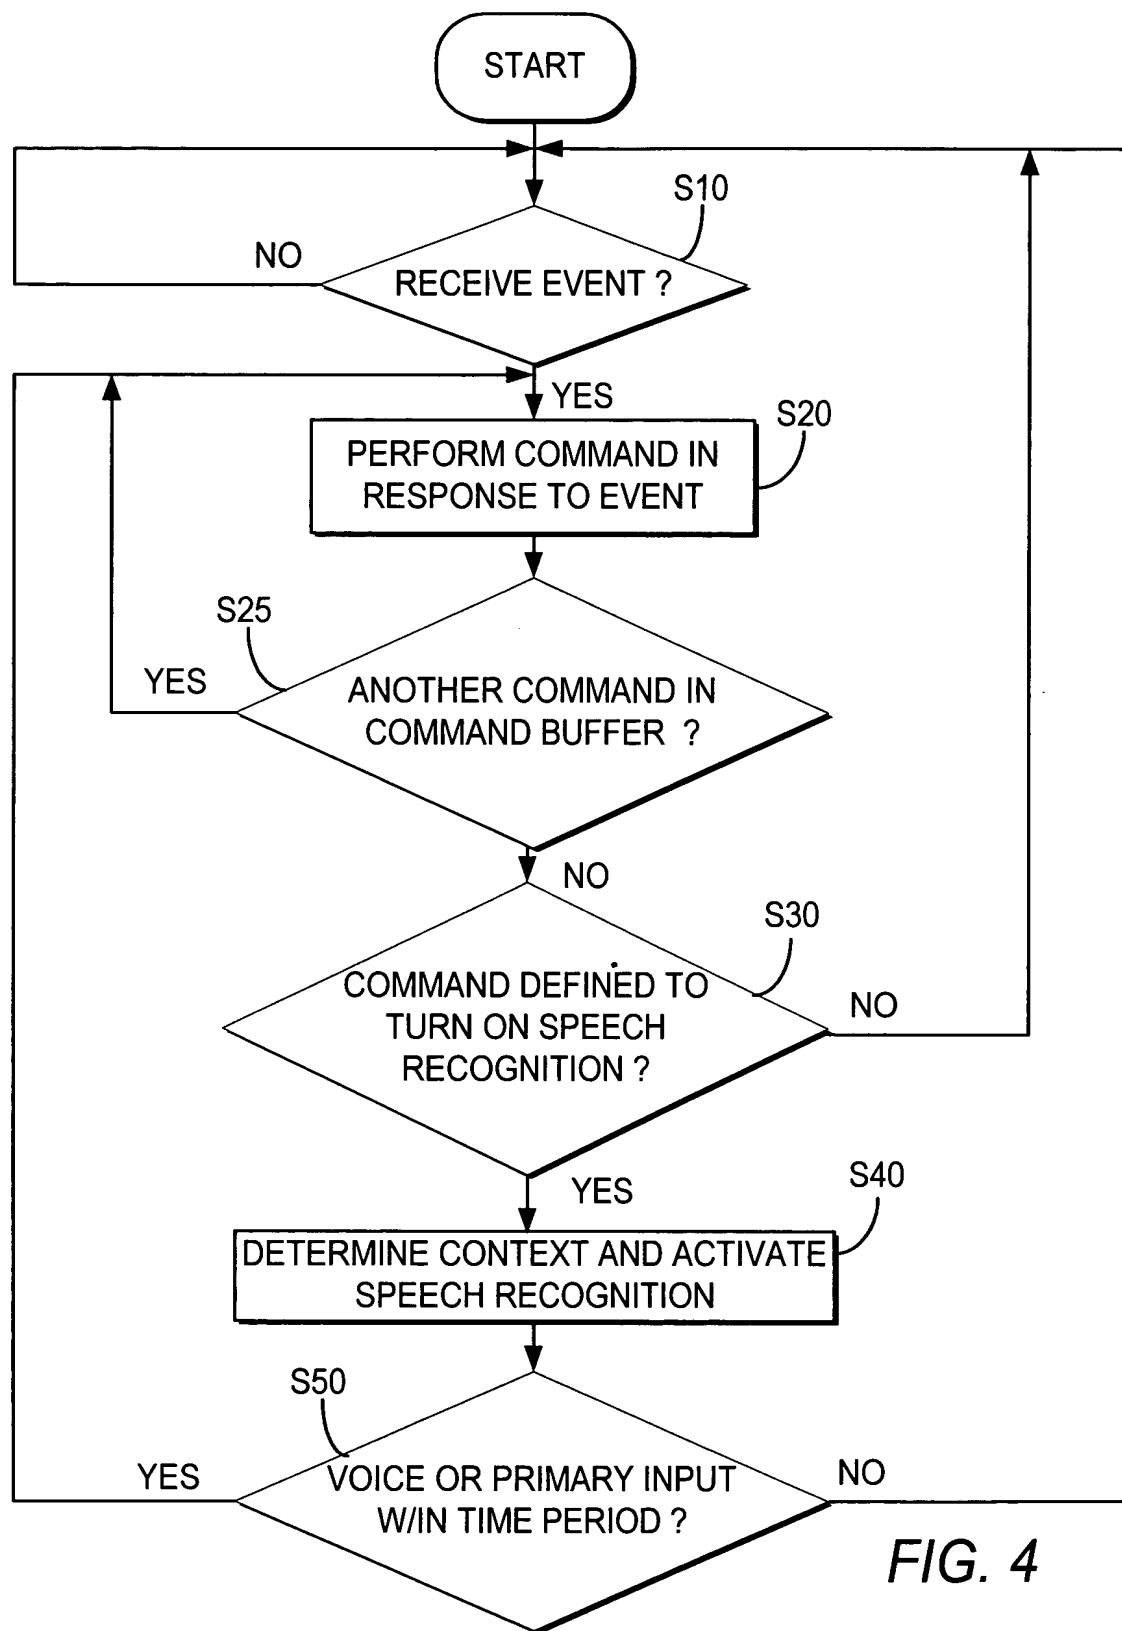 START
S10
NO
RECEIVE EVENT ?
YES
S20
PERFORM COMMAND IN
RESPONSE TO EVENT
S25
YES
ANOTHER COMMAND IN
COMMAND BUFFER ?
NO
S30
COMMAND DEFINED TO
TURN ON SPEECH
RECOGNITION ?
NO
YES
S40
DETERMINE CONTEXT AND ACTIVATE
SPEECH RECOGNITION
S50
YES
VOICE OR PRIMARY INPUT
W/IN TIME PERIOD ?
NO
FIG. 4